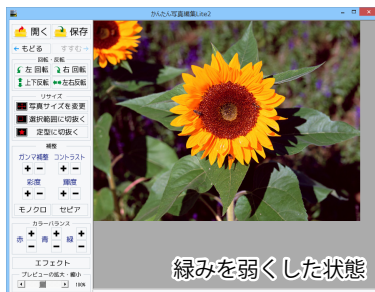 かんたん写真編集Lite2
開く 保存
←もどる すすむ→
回転・反転
左 回転 右 回転
上下反転 左右反転
リサイズ
写真サイズを変更
選択範囲に切抜く
定型に切抜く
補整
ガンマ補整 コントラスト
+ - + -
彩度 輝度
+ - + -
モノクロ セピア
カラーバランス
赤 + - 青 + - 緑 + -
エフェクト
プレビューの拡大・縮小
100%
緑みを弱くした状態